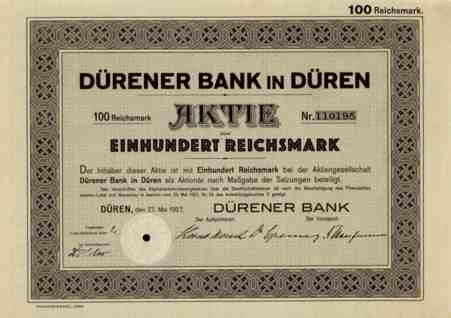 100 Reichsmark.
DÜRENER BANK IN DÜREN
100 Reichsmark AKTIE Nr. 110195
über
EINHUNDERT REICHSMARK
Der Inhaber dieser Aktie ist mit Einhundert Reichsmark bei der Aktiengesellschaft
Dürener Bank in Düren als Aktionär nach Maßgabe der Satzungen beteiligt.
DÜREN, den 27. Mai 1927. DÜRENER BANK
Der Aufsichtsrat: Der Vorstand: